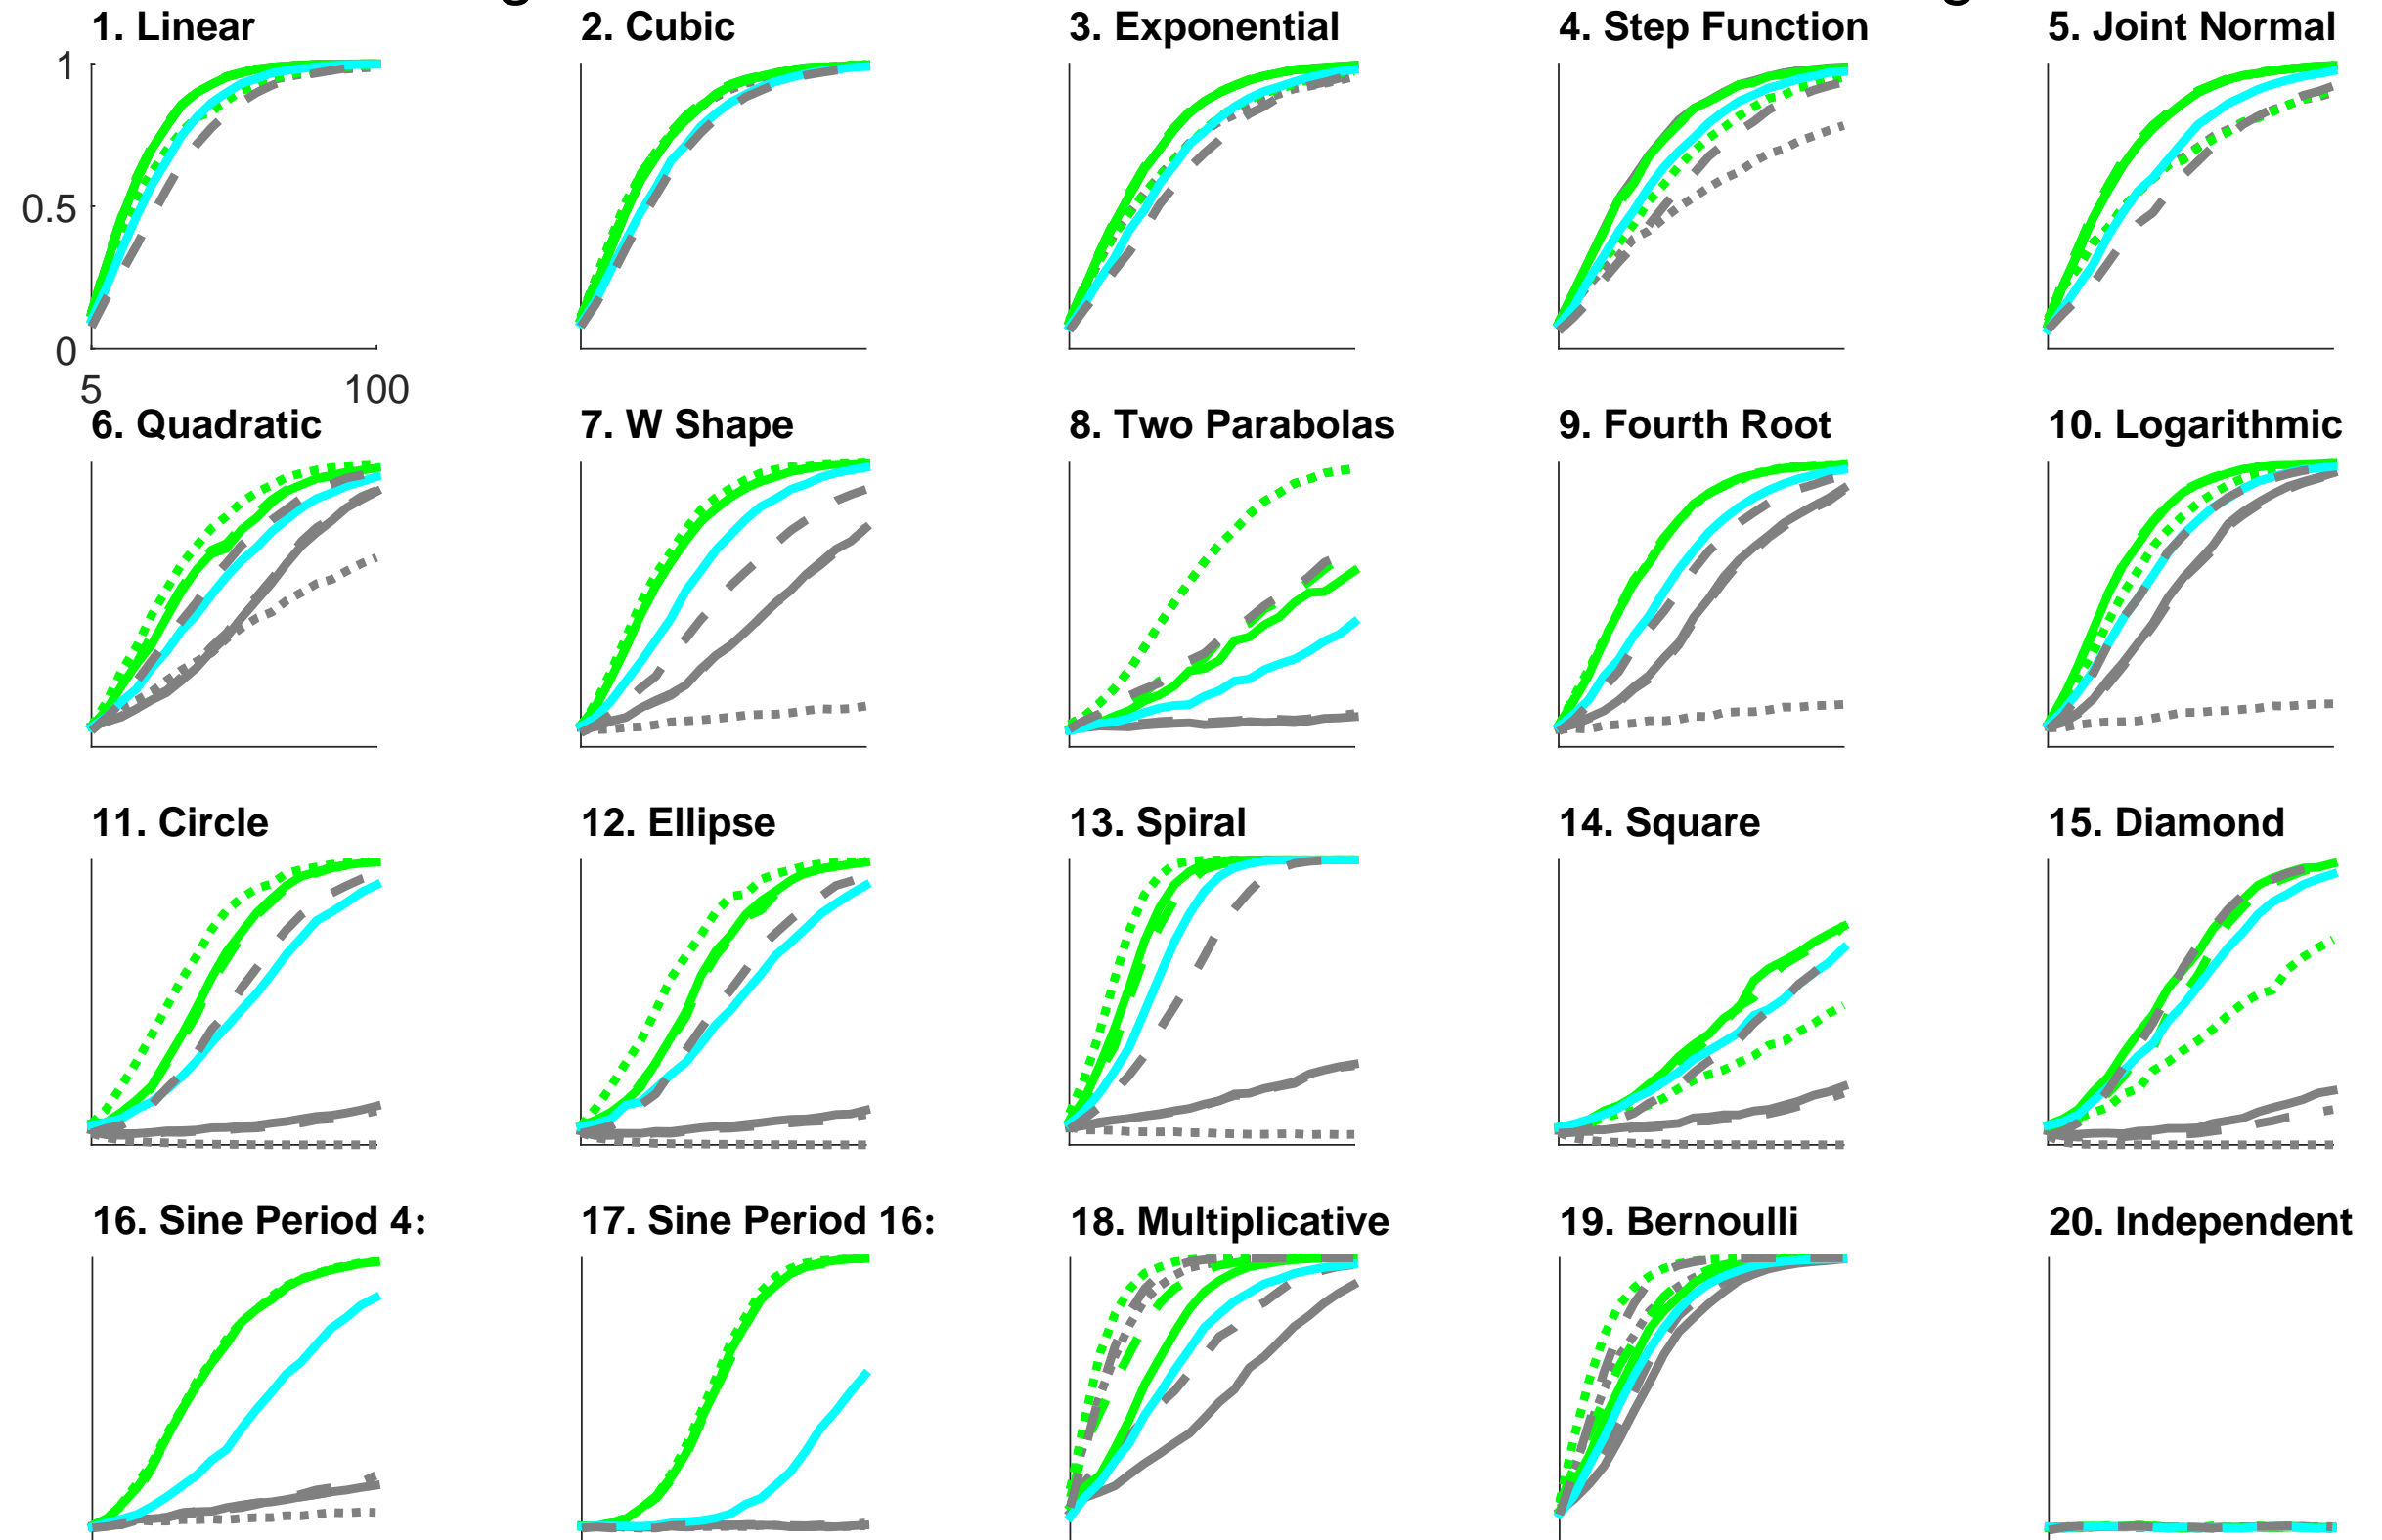 1. Linear
2. Cubic
3. Exponential
4. Step Function
5. Joint Normal
1
0.5
0
5
100
6. Quadratic
7. W Shape
8. Two Parabolas
9. Fourth Root
10. Logarithmic
11. Circle
12. Ellipse
13. Spiral
14. Square
15. Diamond
16. Sine Period 4:
17. Sine Period 16:
18. Multiplicative
19. Bernoulli
20. Independent